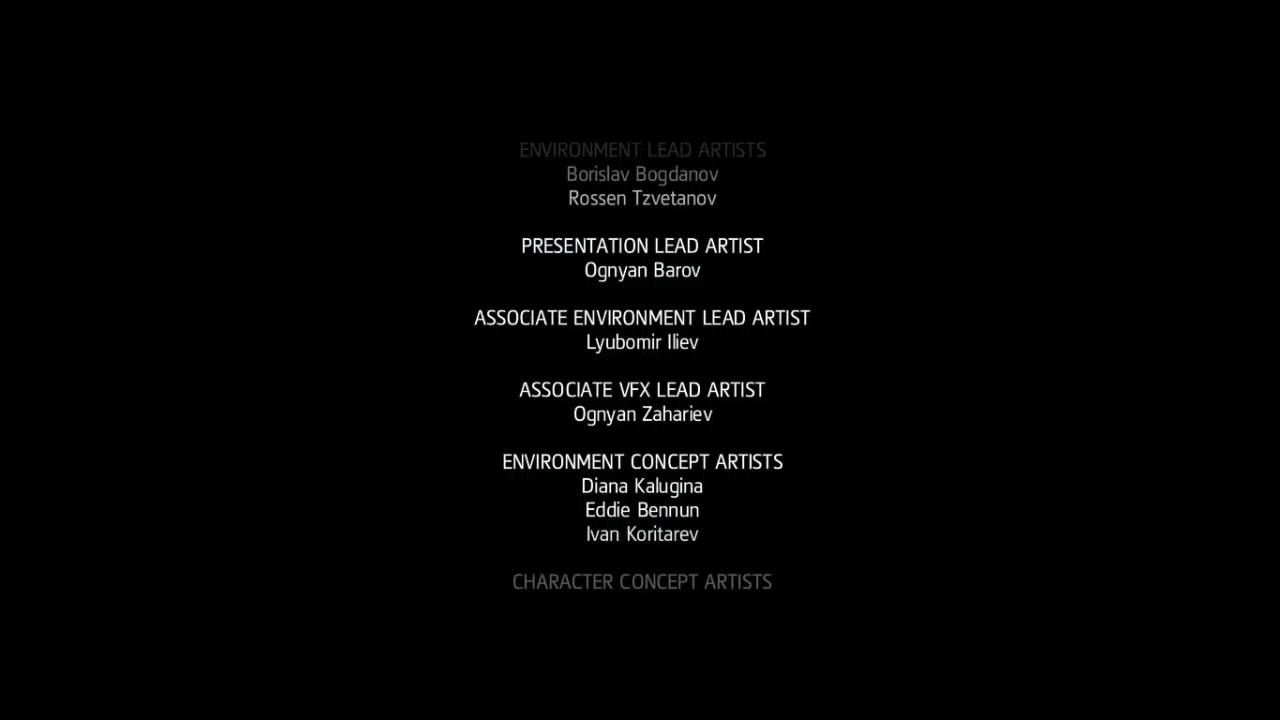 ENVIRONMENT LEAD ARTISTS
Borislav Bogdanov
Rossen Tzvetanov
PRESENTATION LEAD ARTIST
Ognyan Barov
ASSOCIATE ENVIRONMENT LEAD ARTIST
Lyubomir Iliev
ASSOCIATE VFX LEAD ARTIST
Ognyan Zahariev
ENVIRONMENT CONCEPT ARTISTS
Diana Kalugina
Eddie Bennun
Ivan Koritarev
CHARACTER CONCEPT ARTISTS